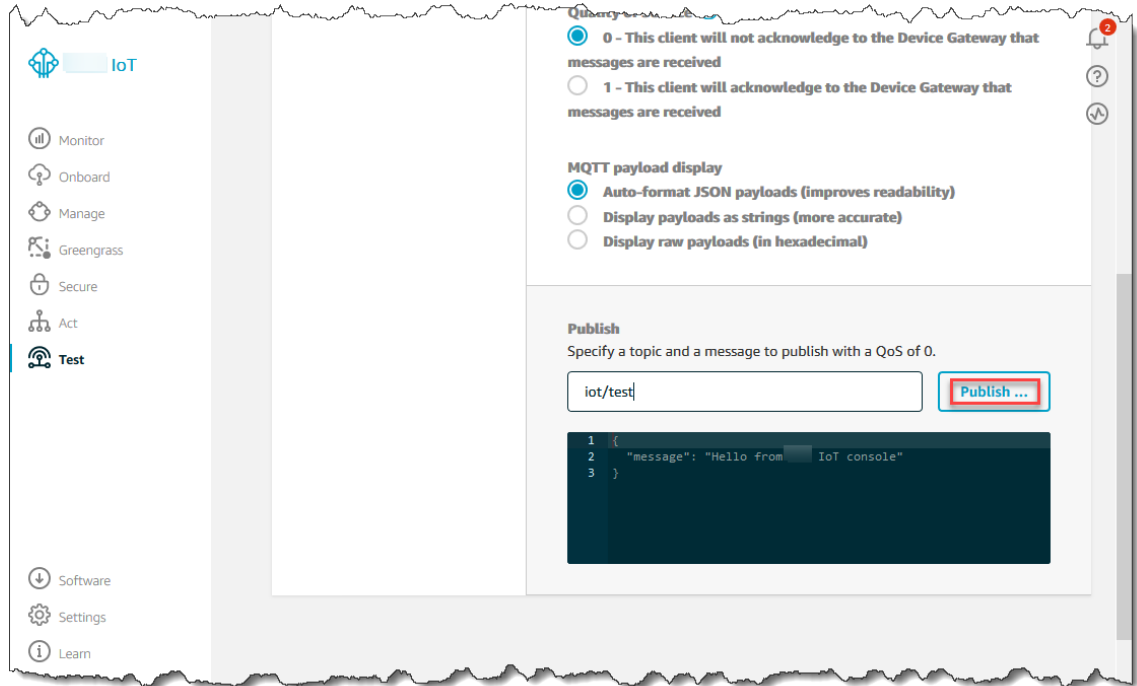 IoT
Monitor
Onboard
Manage
Greengrass
Secure
Act
Test
Software
Settings
Learn
2
0 - This client will not acknowledge to the Device Gateway that
messages are received
1 - This client will acknowledge to the Device Gateway that
messages are received
MQTT payload display
Auto-format JSON payloads (improves readability)
Display payloads as strings (more accurate)
Display raw payloads (in hexadecimal)
Publish
Specify a topic and a message to publish with a QoS of 0.
iot/test
Publish ...
1 {
2 "message": "Hello from IoT console"
3 }